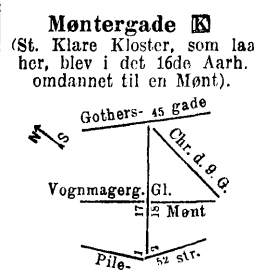 Møntergade K
(St. Klare Kloster, som laa
her, blev i det 16de Aarh.
omdannet til en Mønt).
Gothers- 45 gade
N S
Chr. d. 9. G.
Vognmagerg. Gl.
17 18 Mønt
1 2
Pile- 52 str.